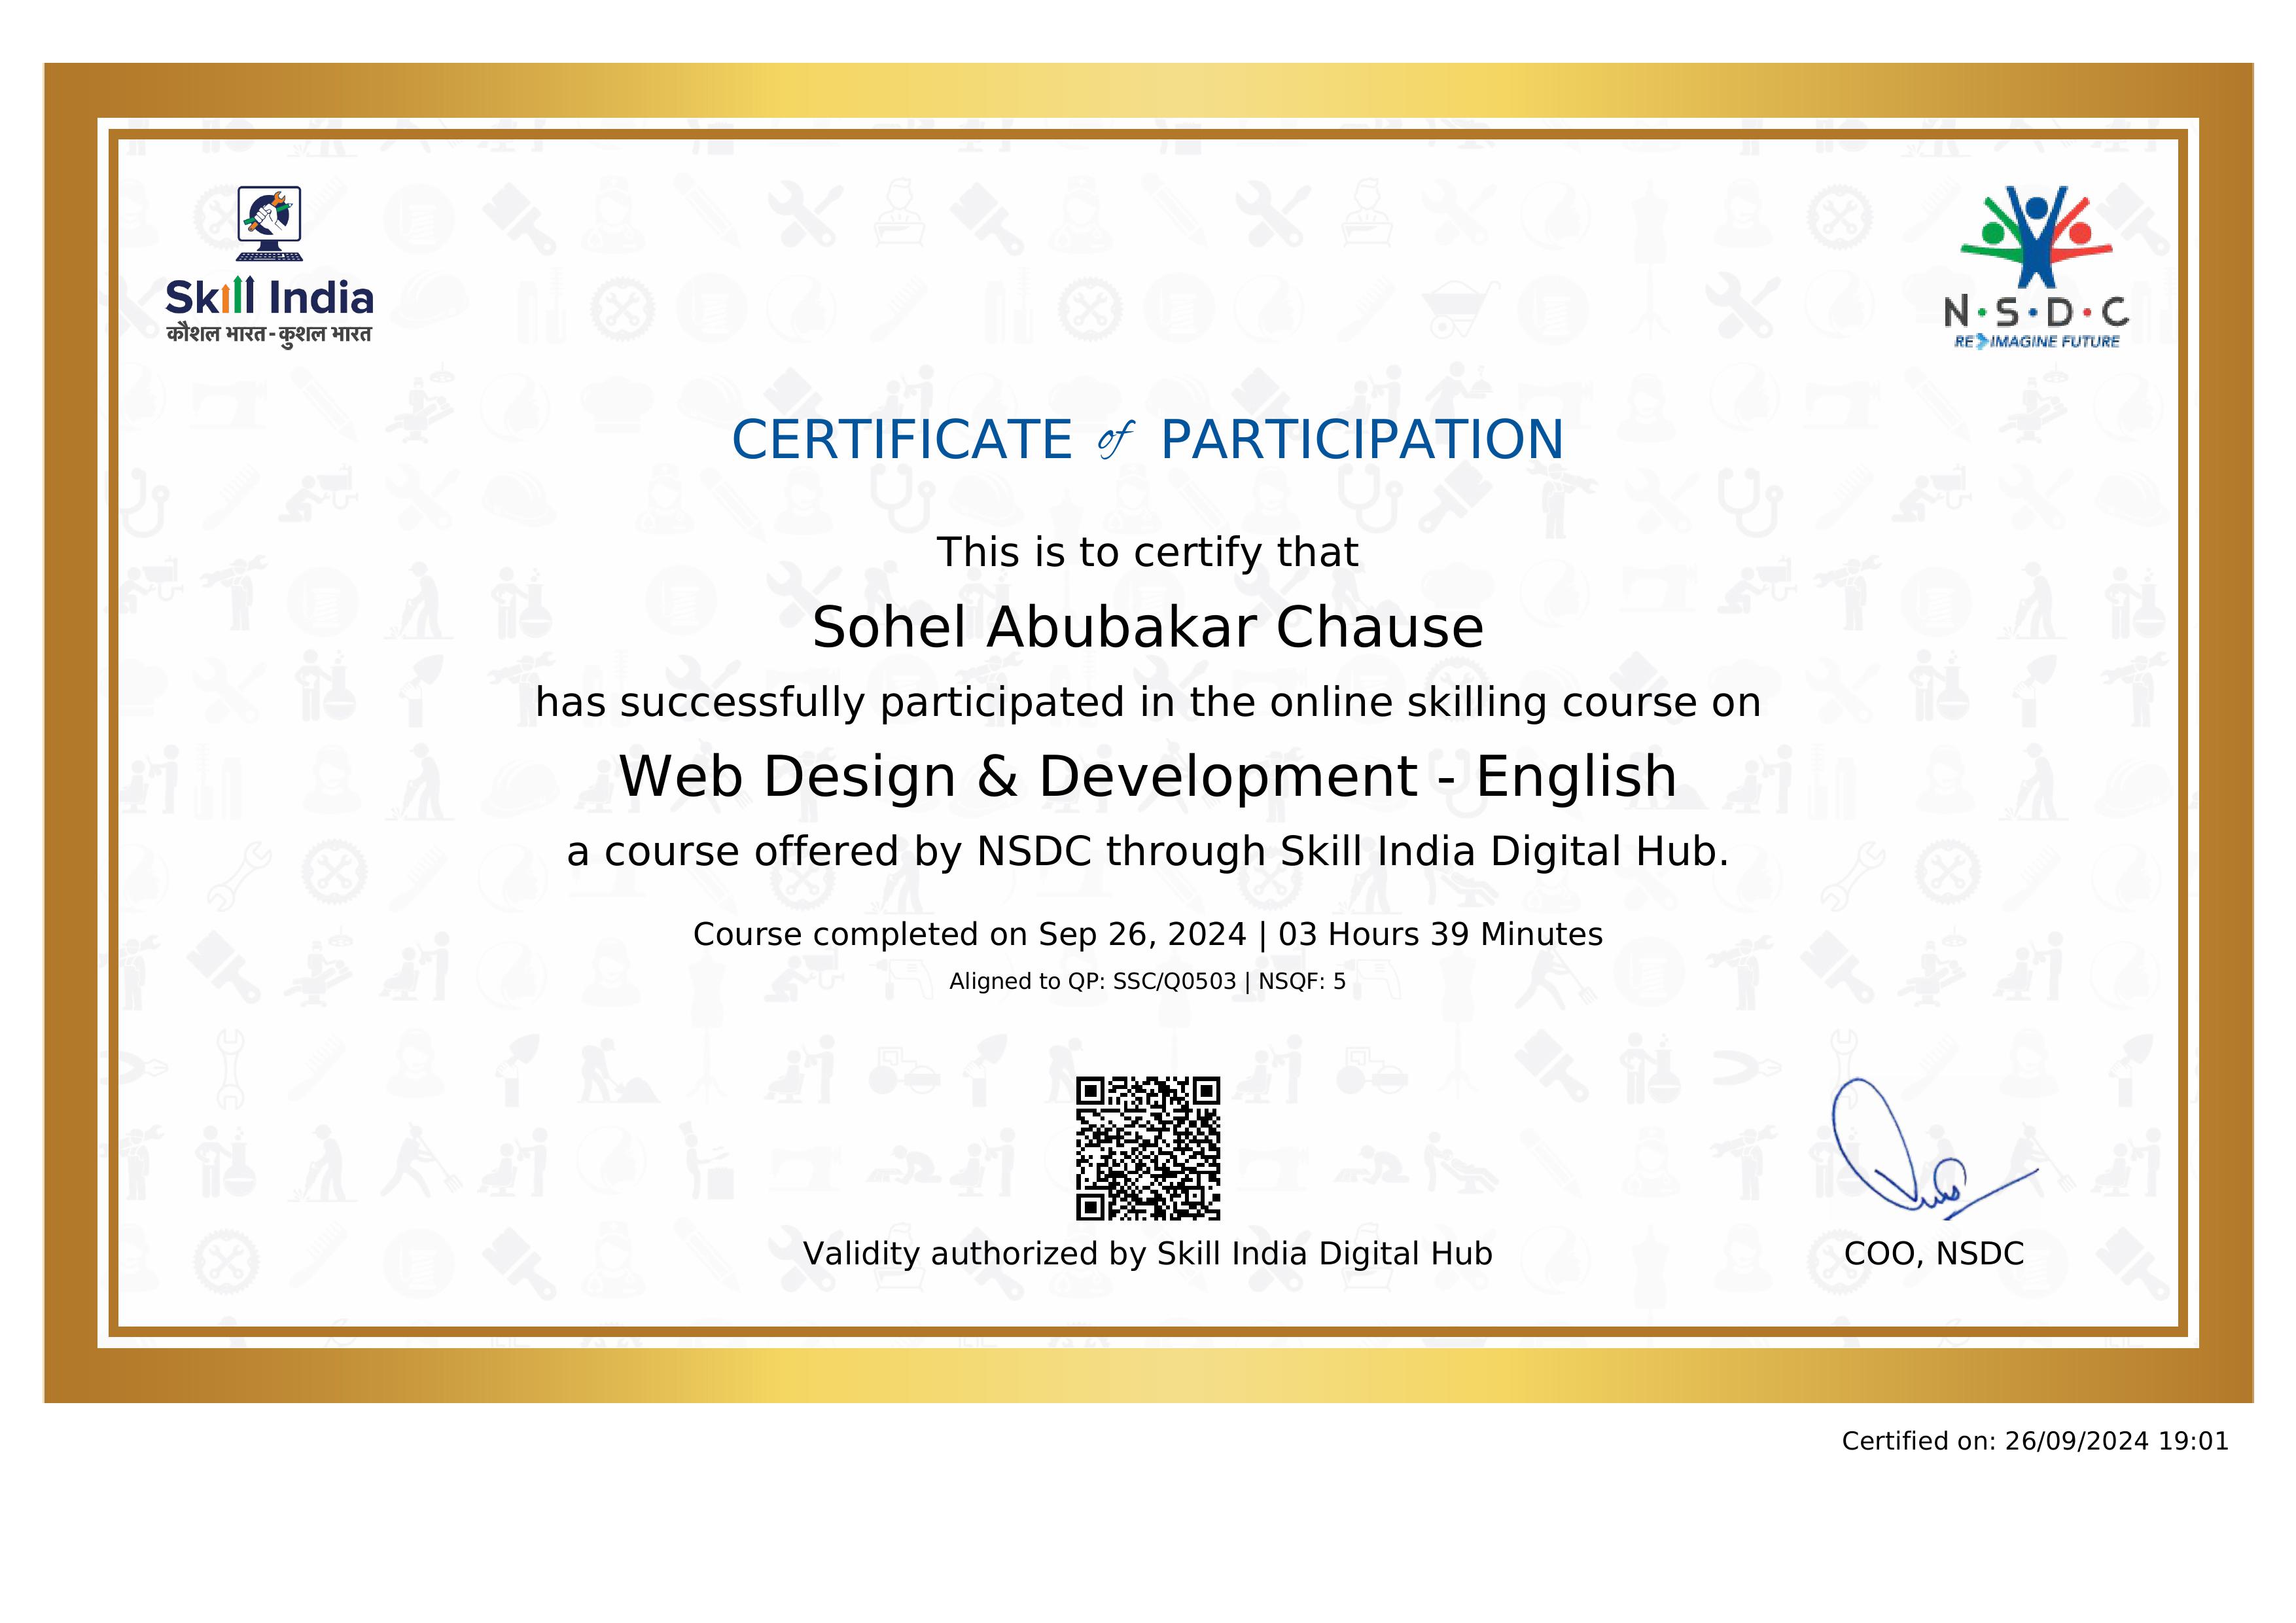 Skill India
कौशल भारत-कुशल भारत
N·S·D·C
RE IMAGINE FUTURE
CERTIFICATE of PARTICIPATION
This is to certify that
Sohel Abubakar Chause
has successfully participated in the online skilling course on
Web Design & Development - English
a course offered by NSDC through Skill India Digital Hub.
Course completed on Sep 26, 2024 | 03 Hours 39 Minutes
Aligned to QP: SSC/Q0503 | NSQF: 5
Validity authorized by Skill India Digital Hub
COO, NSDC
Certified on: 26/09/2024 19:01